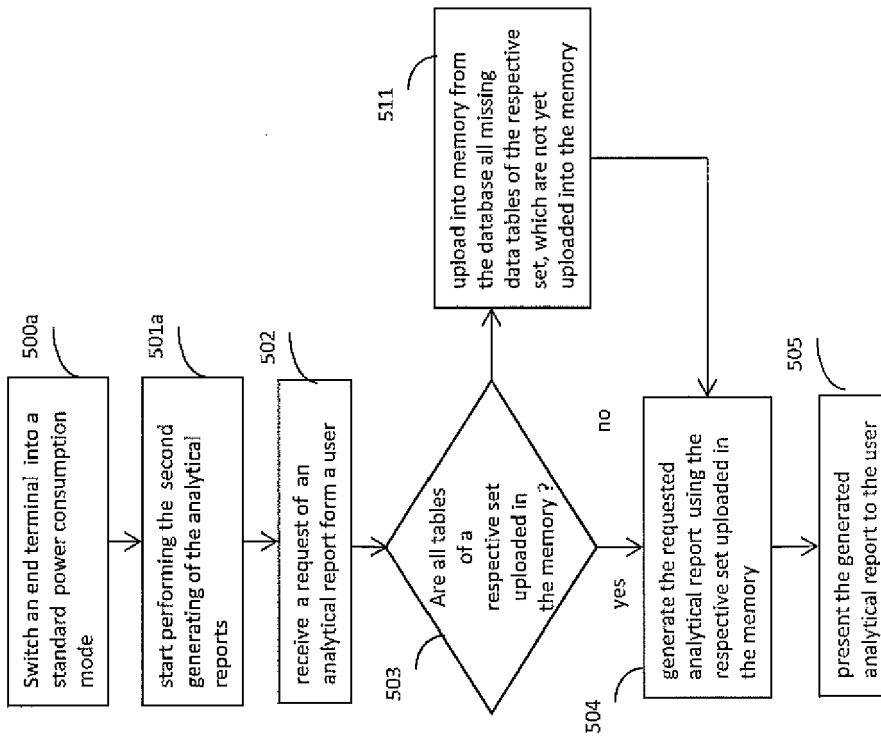 500a
Switch an end terminal into a
standard power consumption
mode
501a
start performing the second
generating of the analytical
reports
502
receive a request of an
analytical report form a user
503
Are all tables
of a
respective set
uploaded in
the memory ?
511
upload into memory from
the database all missing
data tables of the respective
set, which are not yet
uploaded into the memory
yes
no
504
generate the requested
analytical report using the
respective set uploaded in
the memory
505
present the generated
analytical report to the user